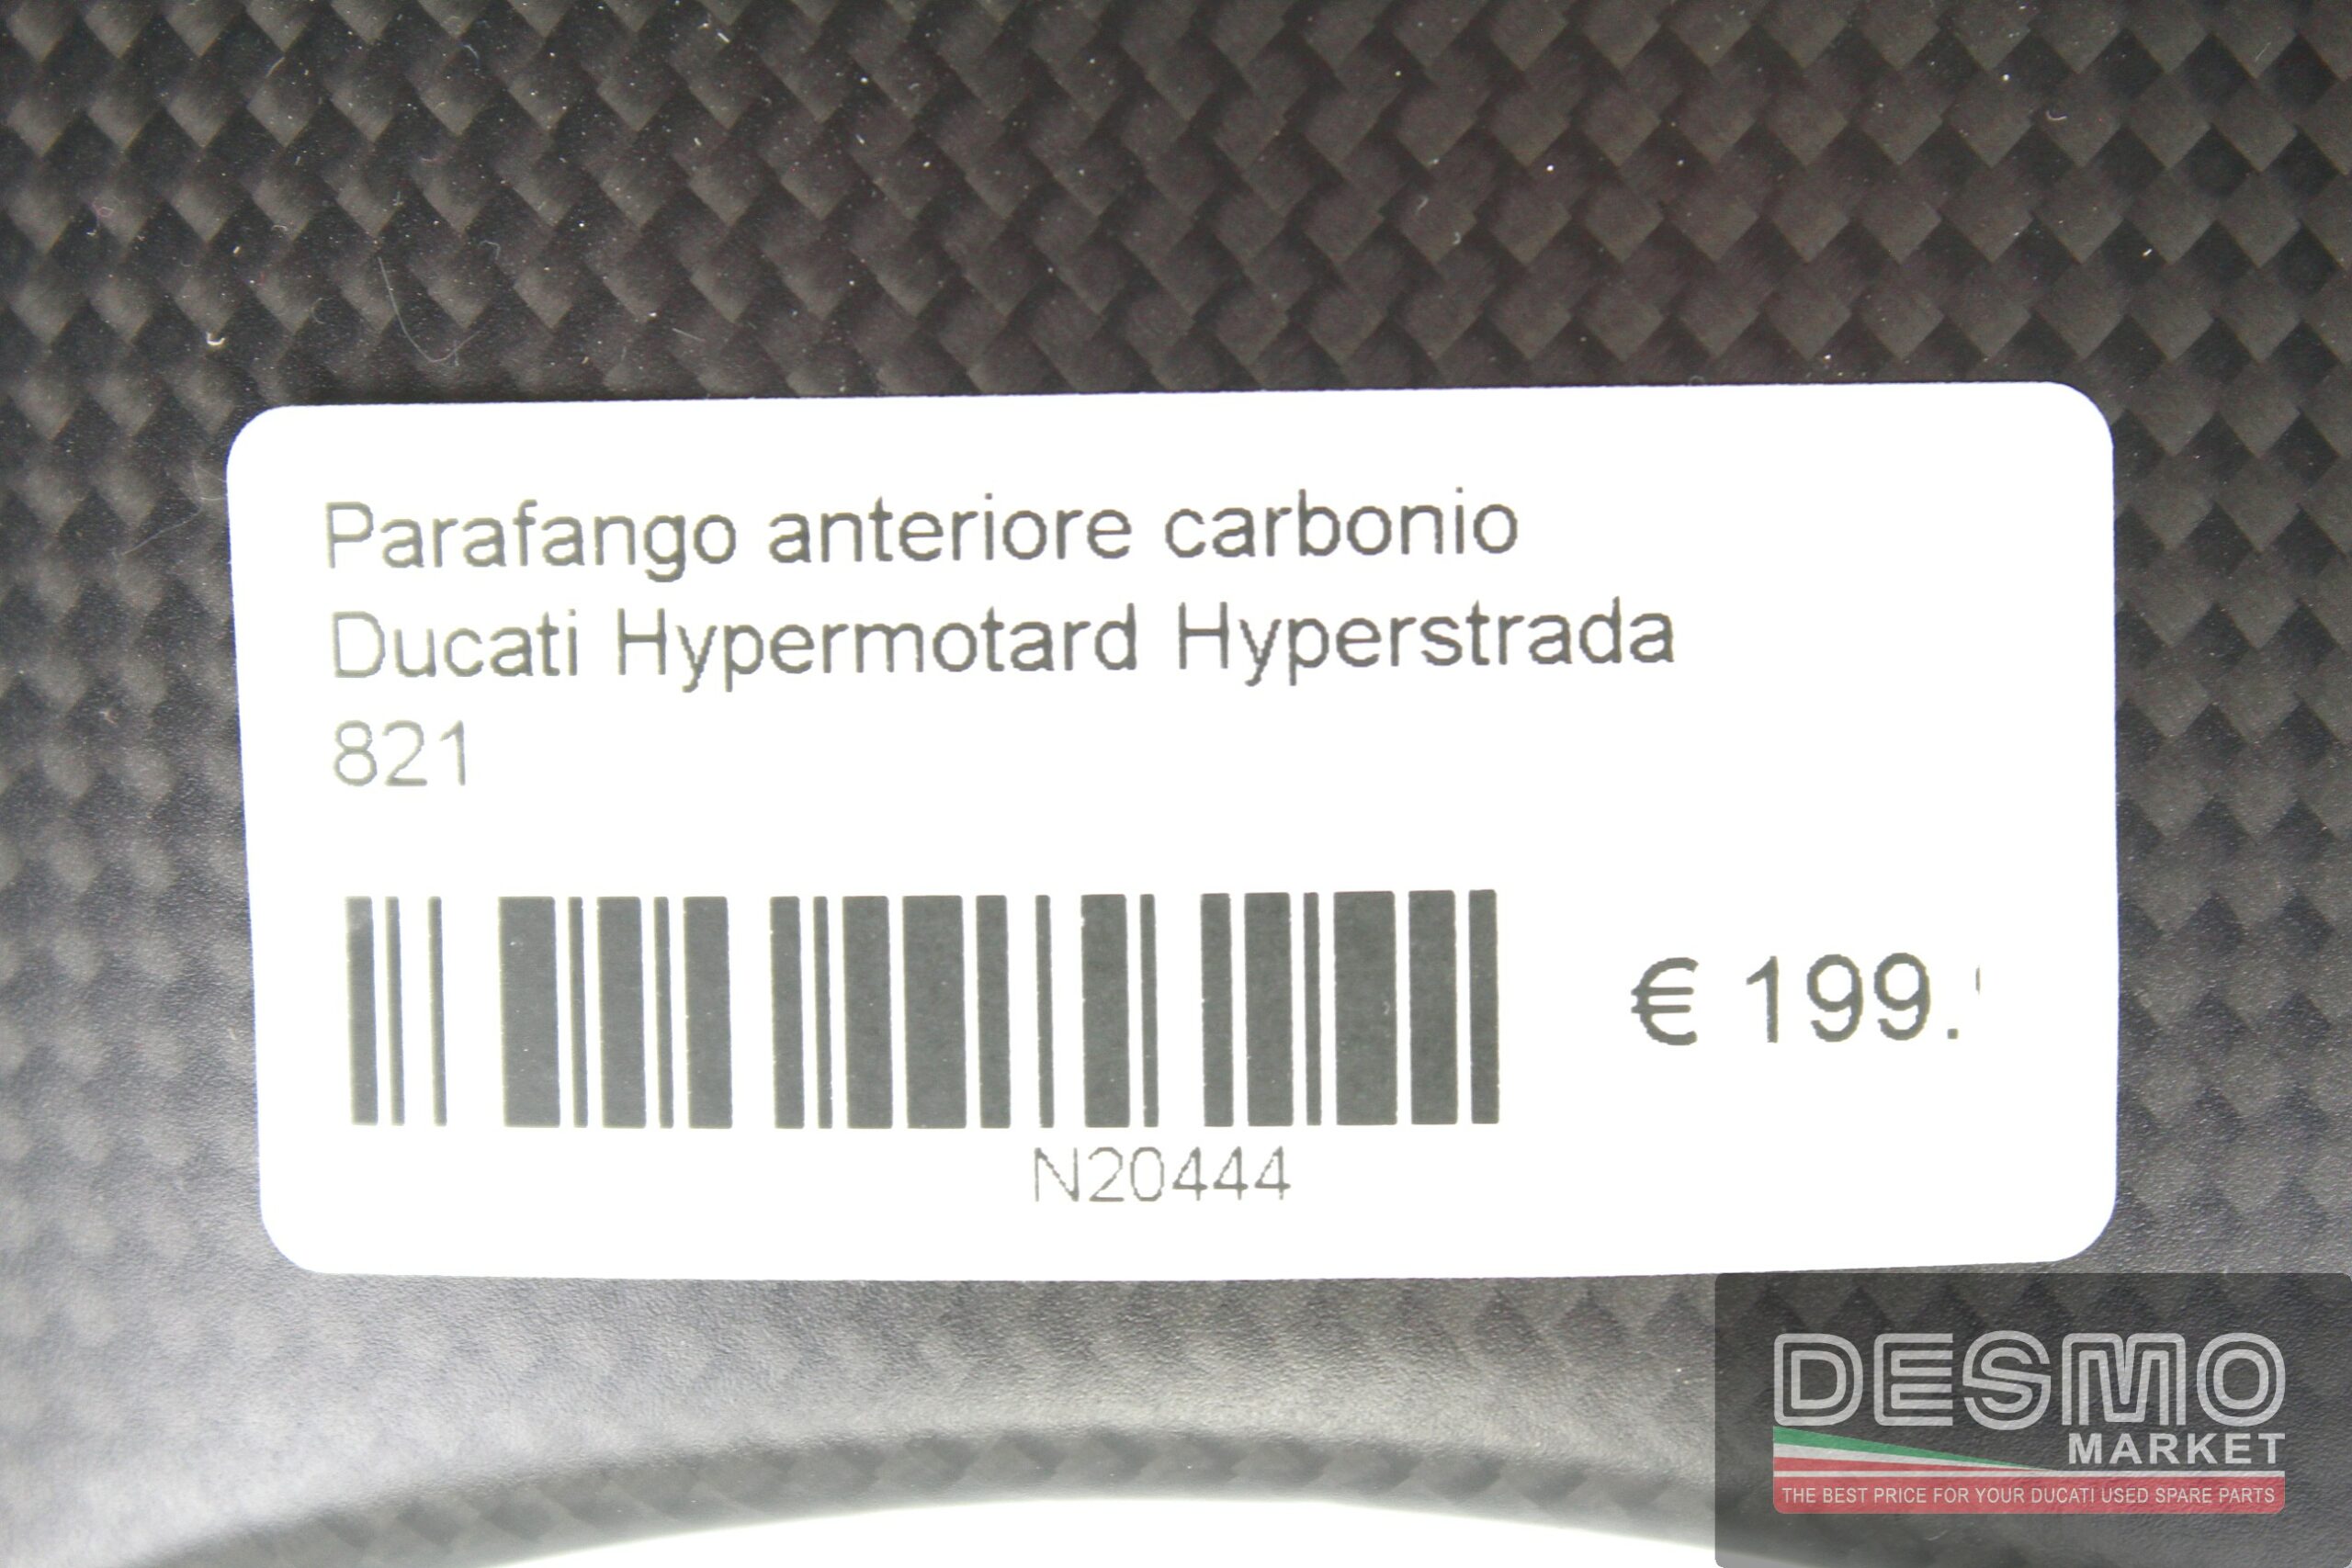 Parafango anteriore carbonio
Ducati Hypermotard Hyperstrada
821
€ 199.
N20444
DESMO
MARKET
THE BEST PRICE FOR YOUR DUCATI USED SPARE PARTS